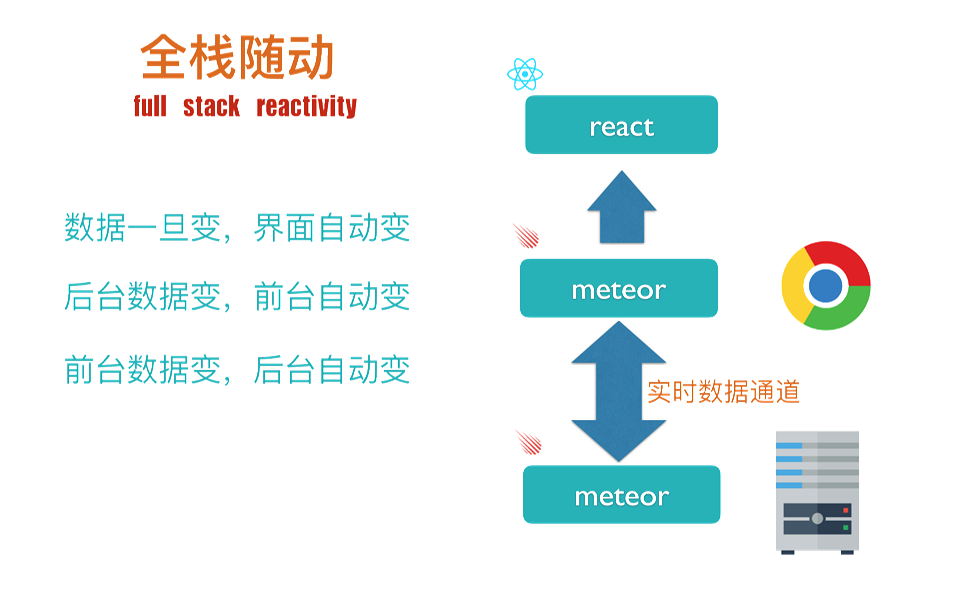 全栈随动
full stack reactivity
数据一旦变，界面自动变
后台数据变，前台自动变
前台数据变，后台自动变
react
meteor
实时数据通道
meteor